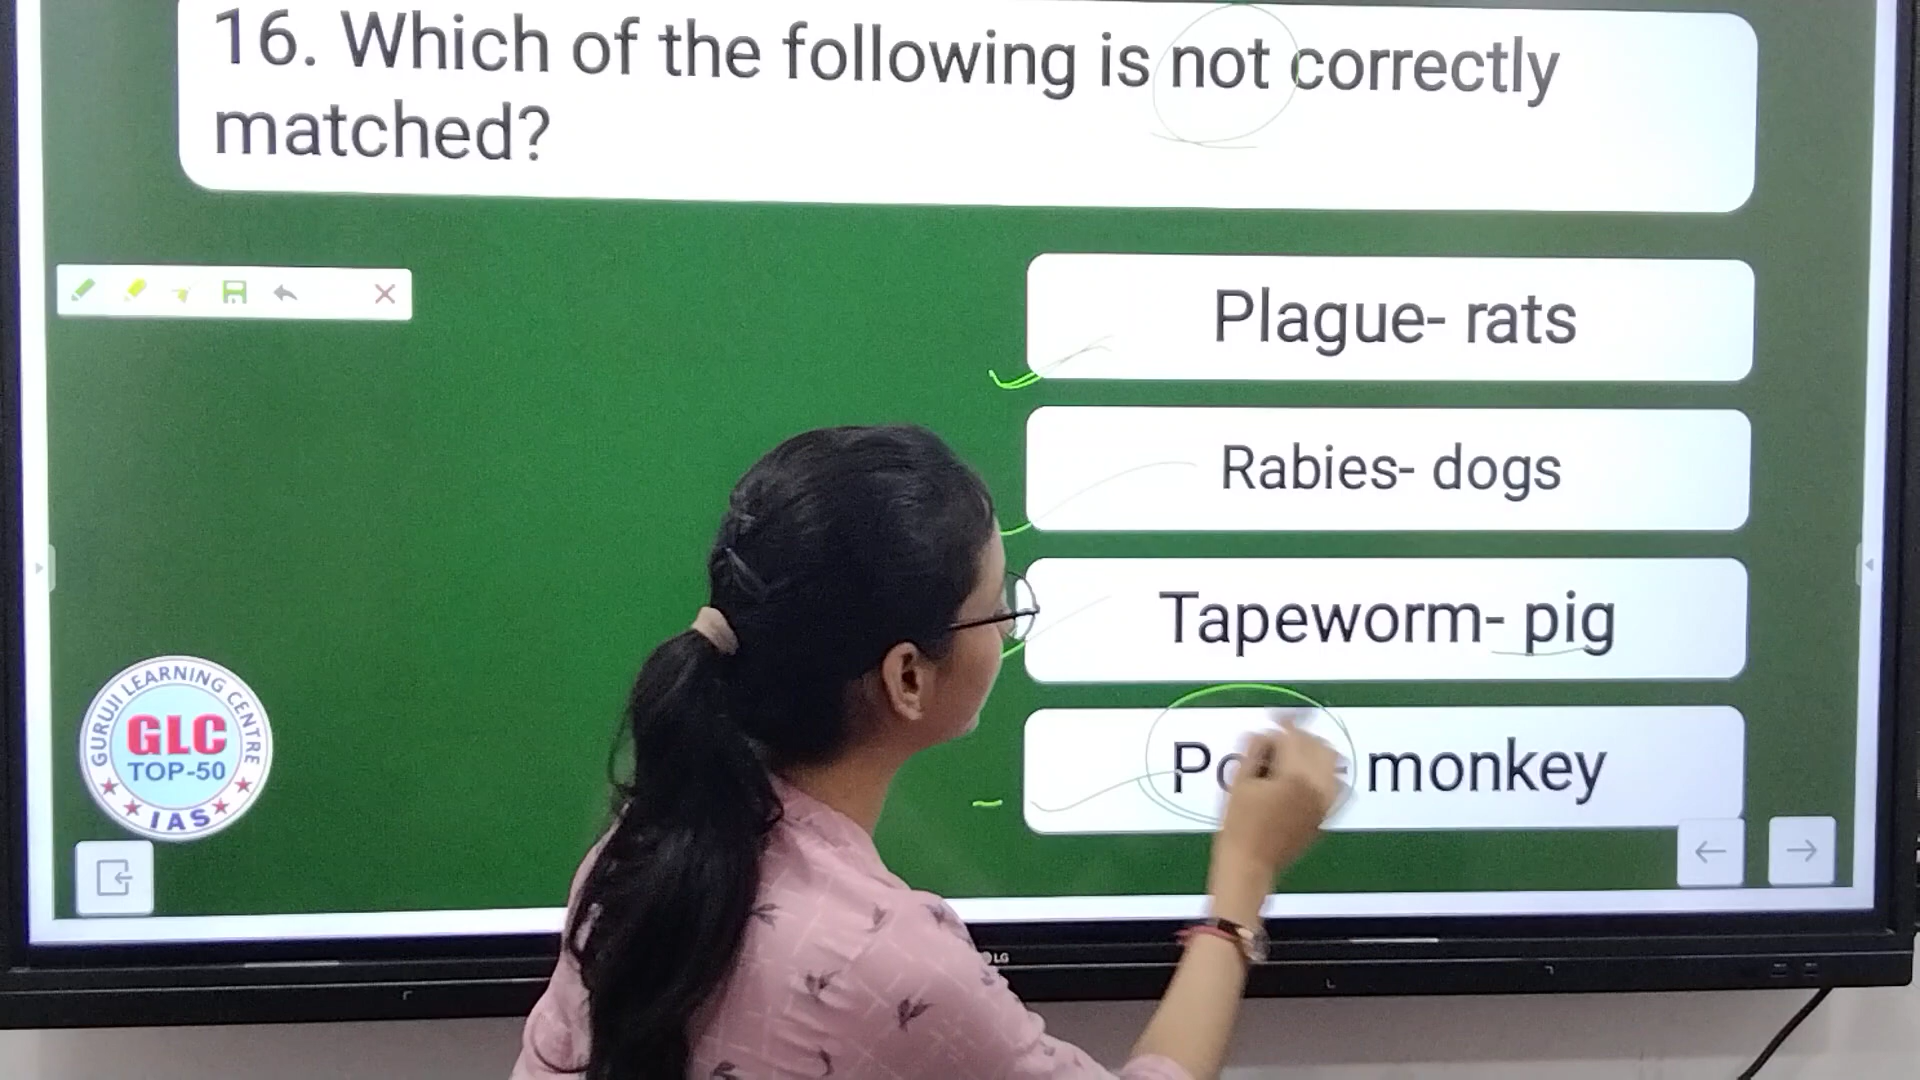 16. Which of the following is not correctly
matched?
Plague- rats
Rabies- dogs
Tapeworm- pig
monkey
GURUJI LEARNING CENTRE
GLC
TOP-50
IAS
LG